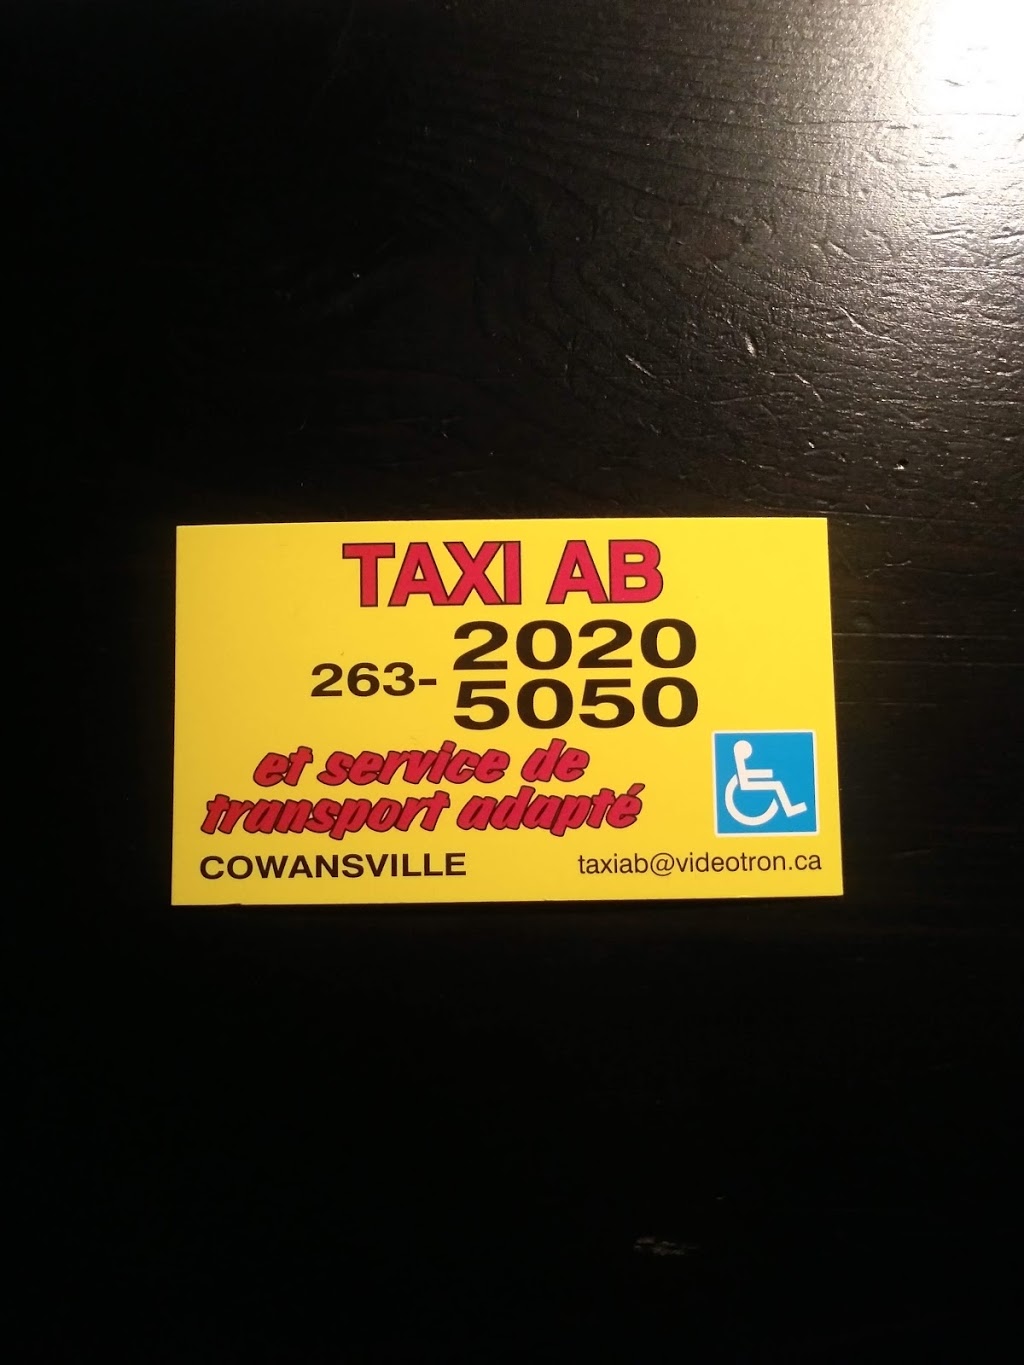 TAXI AB
263- 2020
5050
et service de
transport adapté
COWANSVILLE
taxiab@videotron.ca